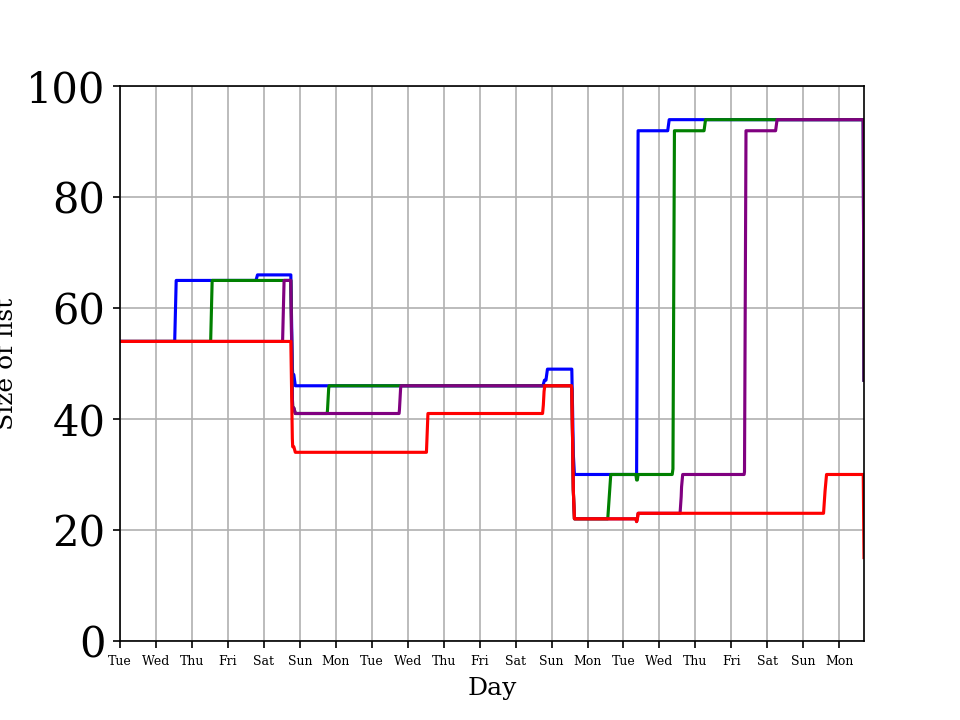 100
80
60
40
20
0
Size of list
Tue Wed Thu Fri Sat Sun Mon Tue Wed Thu Fri Sat Sun Mon Tue Wed Thu Fri Sat Sun Mon
Day